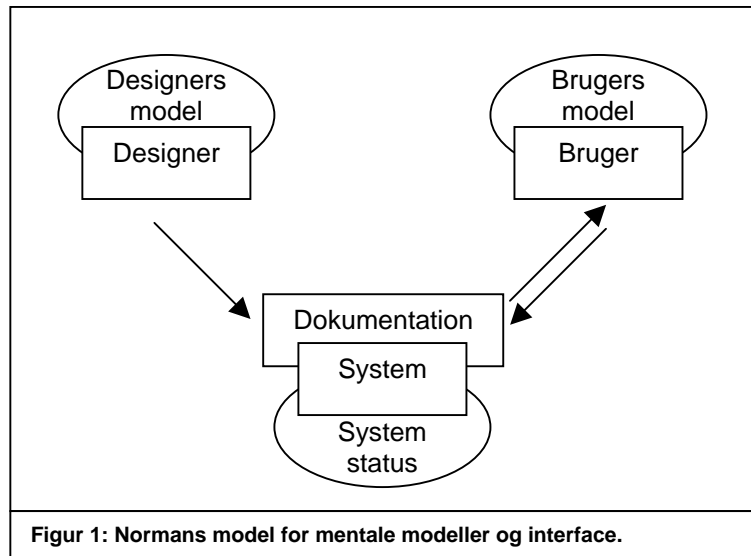 Designers
model
Designer
Brugers
model
Bruger
Dokumentation
System
System
status
Figur 1: Normans model for mentale modeller og interface.